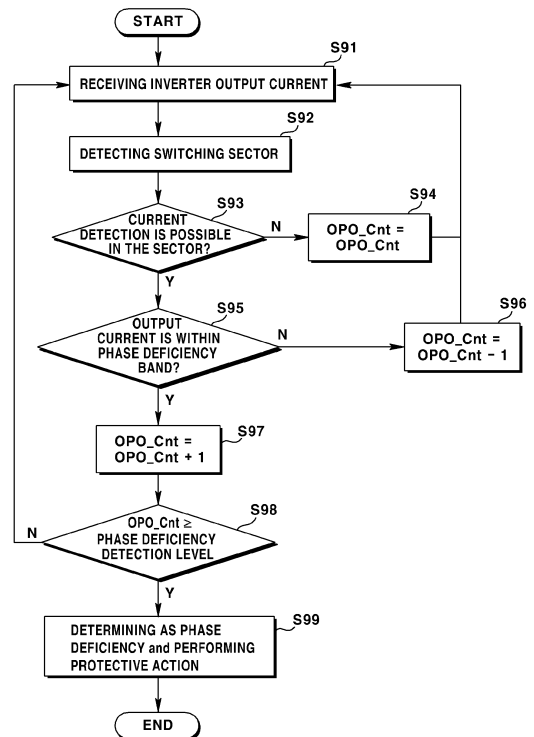 START
S91
RECEIVING INVERTER OUTPUT CURRENT
S92
DETECTING SWITCHING SECTOR
S93
CURRENT
DETECTION IS POSSIBLE
IN THE SECTOR?
N
S94
OPO_Cnt =
OPO_Cnt
Y
S95
OUTPUT
CURRENT IS WITHIN
PHASE DEFICIENCY
BAND?
N
S96
OPO_Cnt =
OPO_Cnt - 1
Y
S97
OPO_Cnt =
OPO_Cnt + 1
S98
OPO_Cnt ≥
PHASE DEFICIENCY
DETECTION LEVEL
N
Y
S99
DETERMINING AS PHASE
DEFICIENCY and PERFORMING
PROTECTIVE ACTION
END